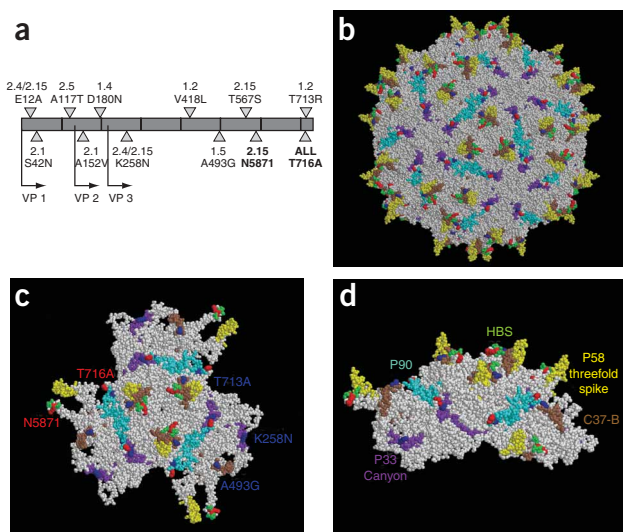 a
2.4/2.15 2.5 1.4 1.2 2.15 1.2
E12A A117T D180N V418L T567S T713R
2.1 2.1 2.4/2.15 1.5 2.15 ALL
S42N A152V K258N A493G N5871 T716A
VP 1 VP 2 VP 3
b
c
T716A
T713A
N5871
K258N
A493G
d
HBS
P90
P58
threefold
spike
C37-B
P33
Canyon